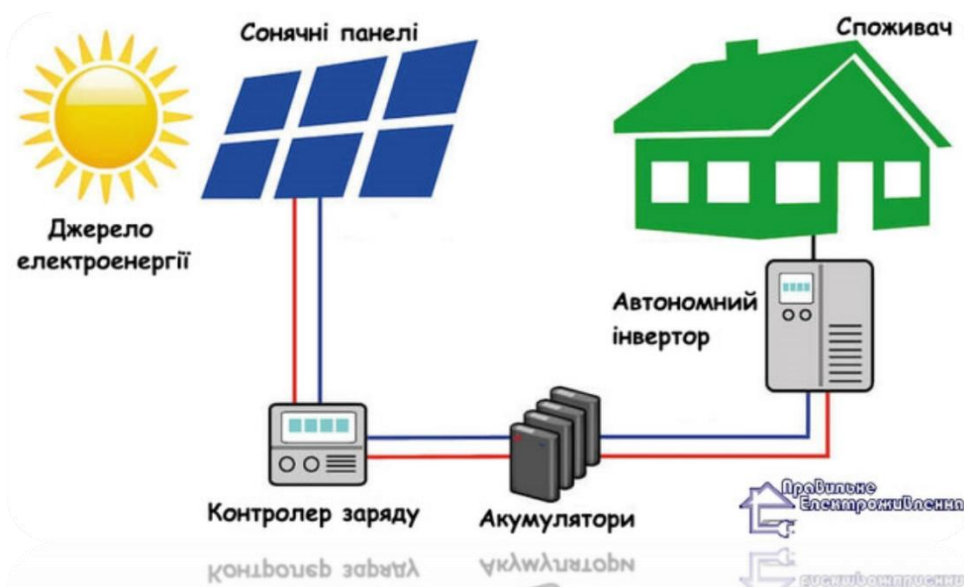 Сонячні панелі
Споживач
Джерело
електроенергії
Автономний
інвертор
Контролер заряду
Акумулятори
Правильне
Електроживлення